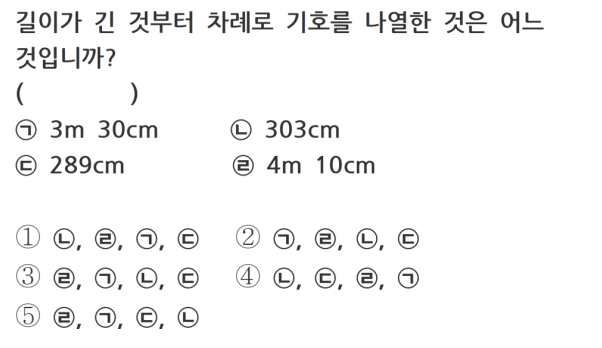 길이가 긴 것부터 차례로 기호를 나열한 것은 어느
것입니까?
(          )
㉠ 3m 30cm ㉡ 303cm
㉢ 289cm ㉣ 4m 10cm
① ㉡, ㉣, ㉠, ㉢ ② ㉠, ㉣, ㉡, ㉢
③ ㉣, ㉠, ㉡, ㉢ ④ ㉡, ㉢, ㉣, ㉠
⑤ ㉣, ㉠, ㉢, ㉡